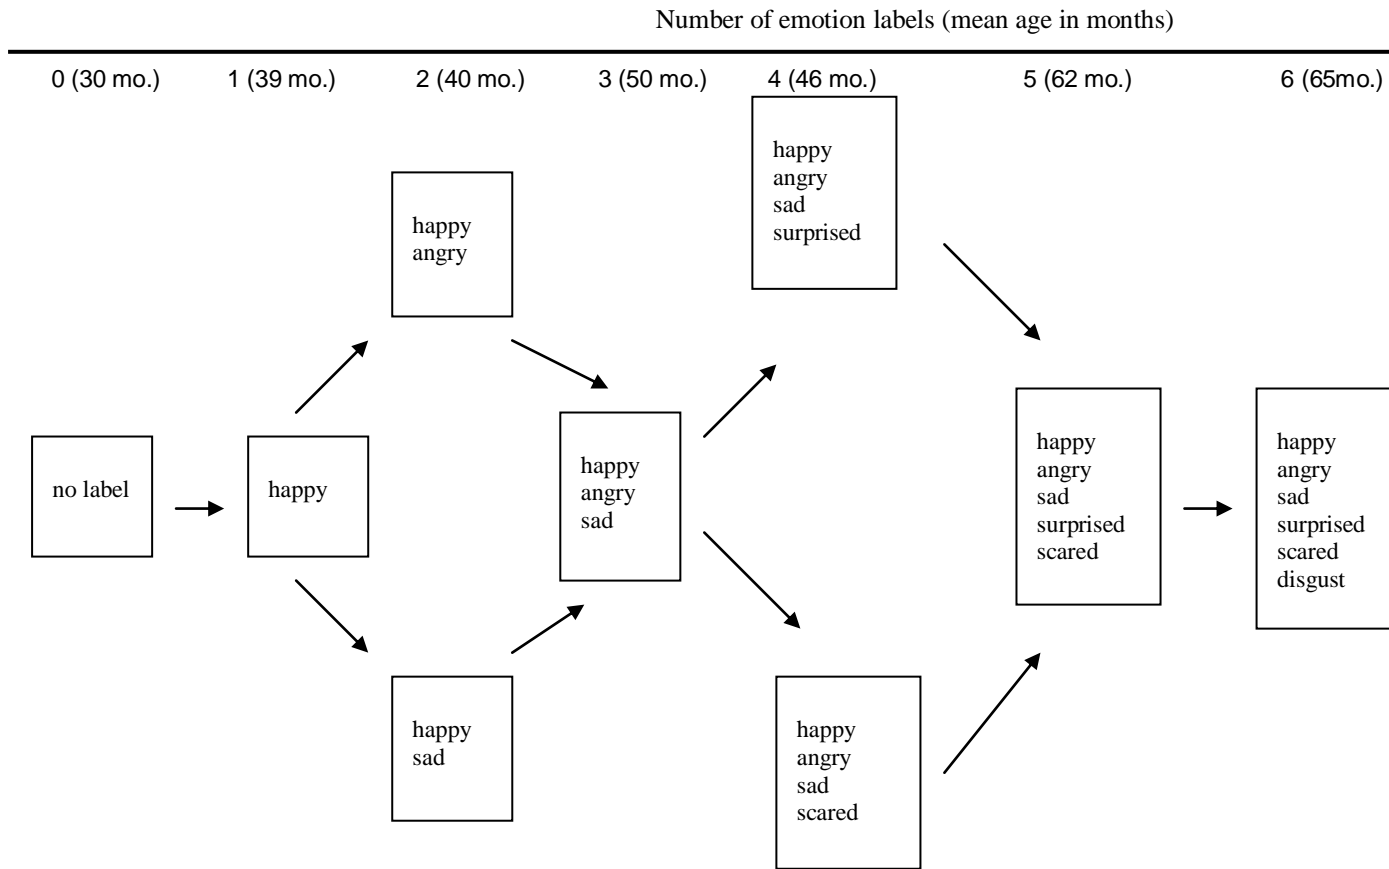 Number of emotion labels (mean age in months)
0 (30 mo.) 1 (39 mo.) 2 (40 mo.) 3 (50 mo.) 4 (46 mo.) 5 (62 mo.) 6 (65mo.)
no label
happy
happy
angry
happy
sad
happy
angry
sad
happy
angry
sad
surprised
happy
angry
sad
scared
happy
angry
sad
surprised
scared
happy
angry
sad
surprised
scared
disgust